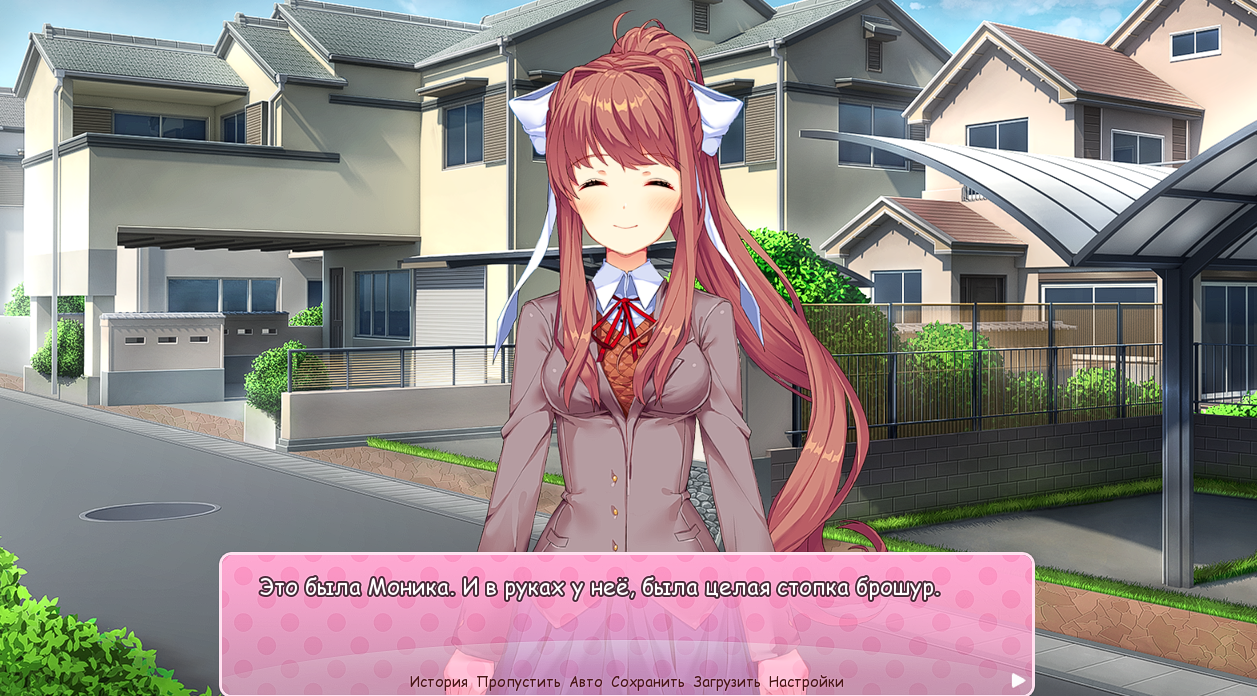 Это была Моника. И в руках у неё, была целая стопка брошур.
История Пропустить Авто Сохранить Загрузить Настройки